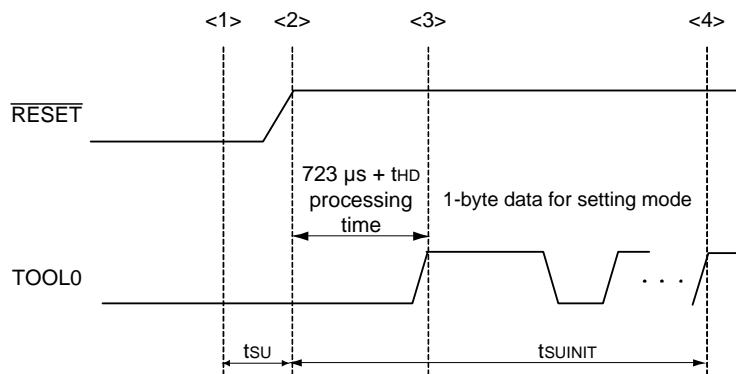 <1> <2> <3> <4>
RESET
723 µs + tHD
processing
time
1-byte data for setting mode
TOOL0
. . .
tSU
tSUINIT